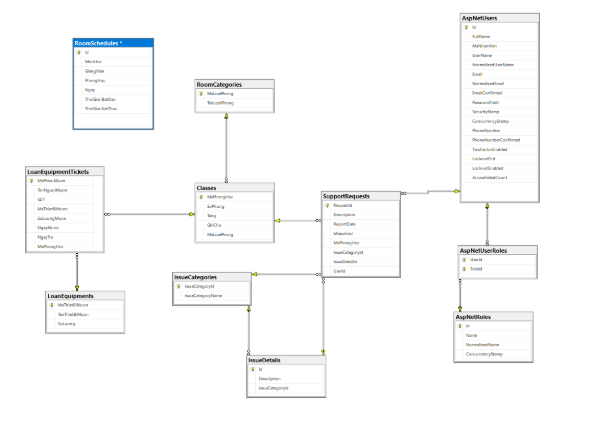 RoomSchedules *
Id
MonHoc
GiangVien
PhongHoc
Ngay
ThoiGianBatDau
ThoiGianKetThuc
RoomCategories
MaLoaiPhong
TenLoaiPhong
AspNetUsers
Id
FullName
MaNhanVien
UserName
NormalizedUserName
Email
NormalizedEmail
EmailConfirmed
PasswordHash
SecurityStamp
ConcurrencyStamp
PhoneNumber
PhoneNumberConfirmed
TwoFactorEnabled
LockoutEnd
LockoutEnabled
AccessFailedCount
LoanEquipmentTickets
MaPhieuMuon
TenNguoiMuon
SDT
MaThietBiMuon
SoLuongMuon
NgayMuon
NgayTra
MaPhongHoc
Classes
MaPhongHoc
SoPhong
Tang
GhiChu
MaLoaiPhong
SupportRequests
RequestId
Description
ReportDate
IsResolved
MaPhongHoc
IssueCategoryId
IssueDetailId
UserId
AspNetUserRoles
UserId
RoleId
IssueCategories
IssueCategoryId
IssueCategoryName
LoanEquipments
MaThietBiMuon
TenThietBiMuon
SoLuong
AspNetRoles
Id
Name
NormalizedName
ConcurrencyStamp
IssueDetails
Id
Description
IssueCategoryId